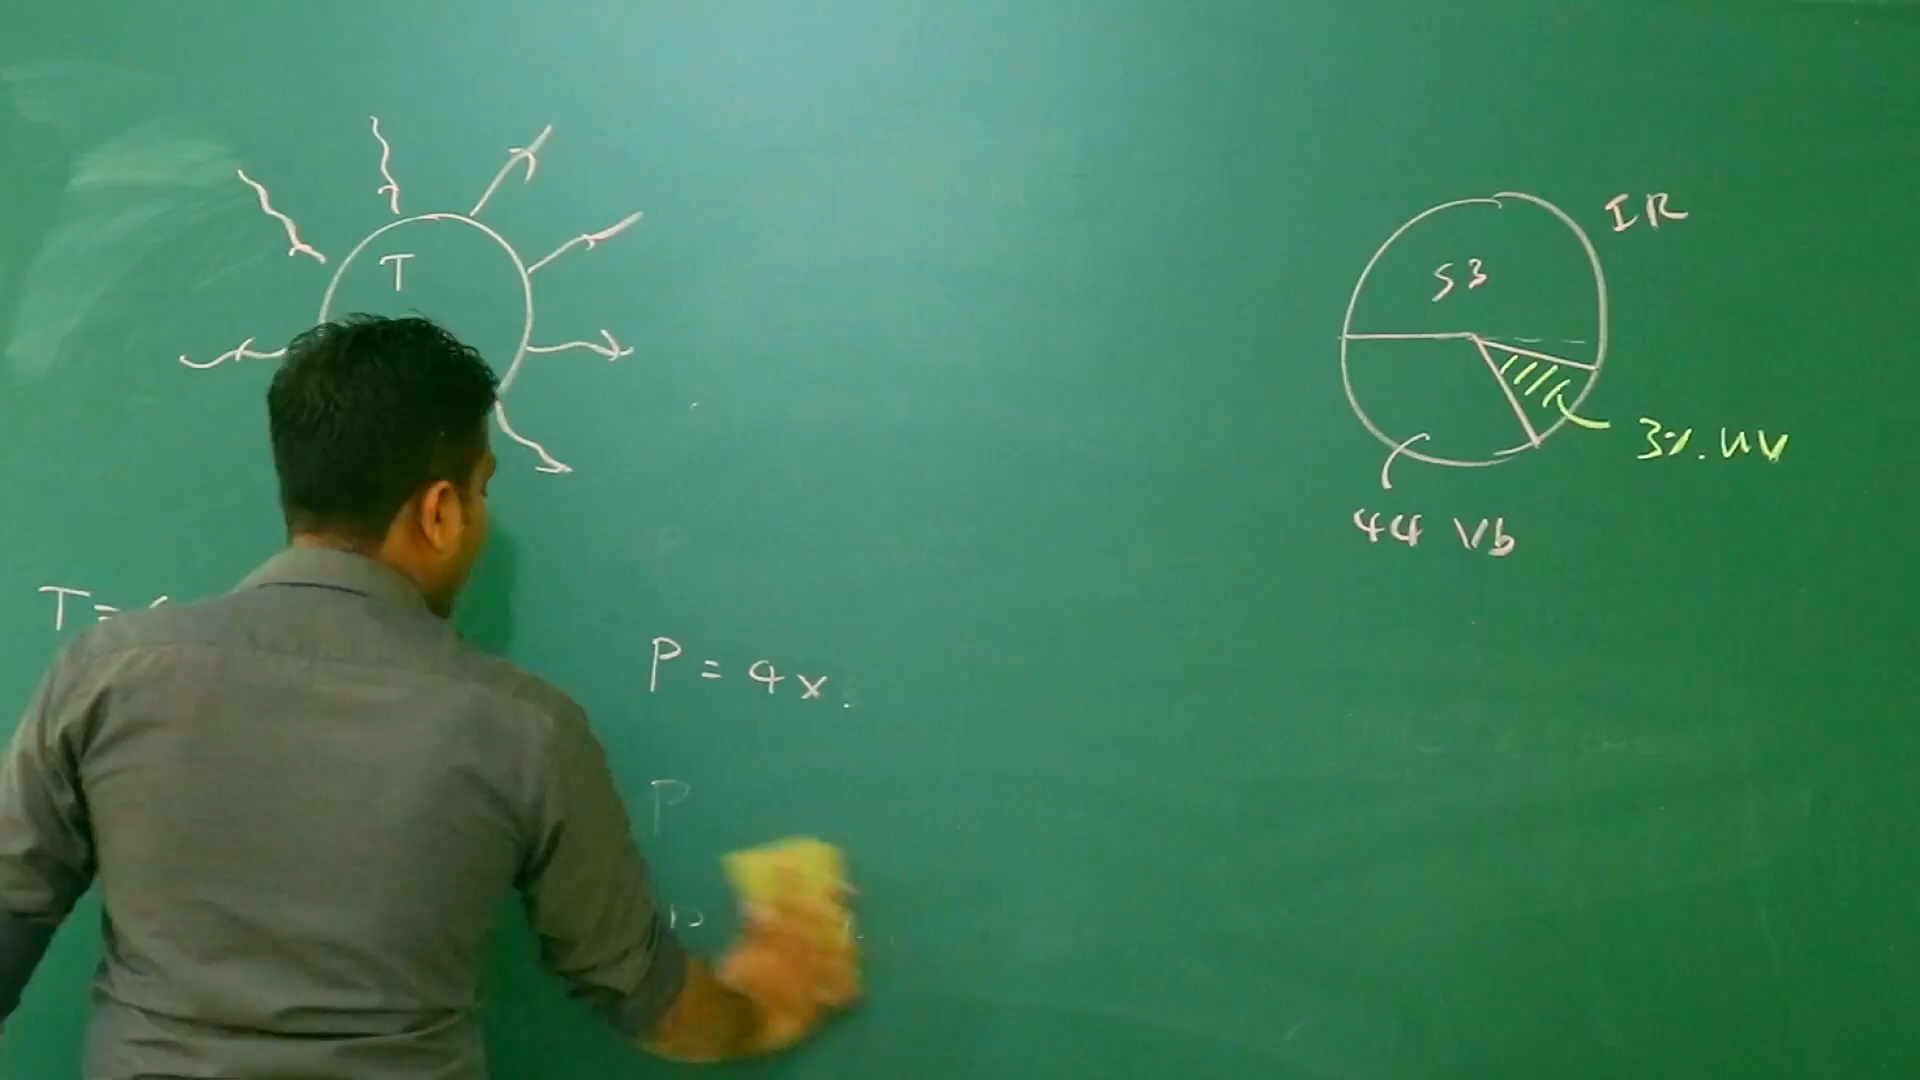 T
IR
53
3%. UV
44 Vb
T =
P = 4x.
P